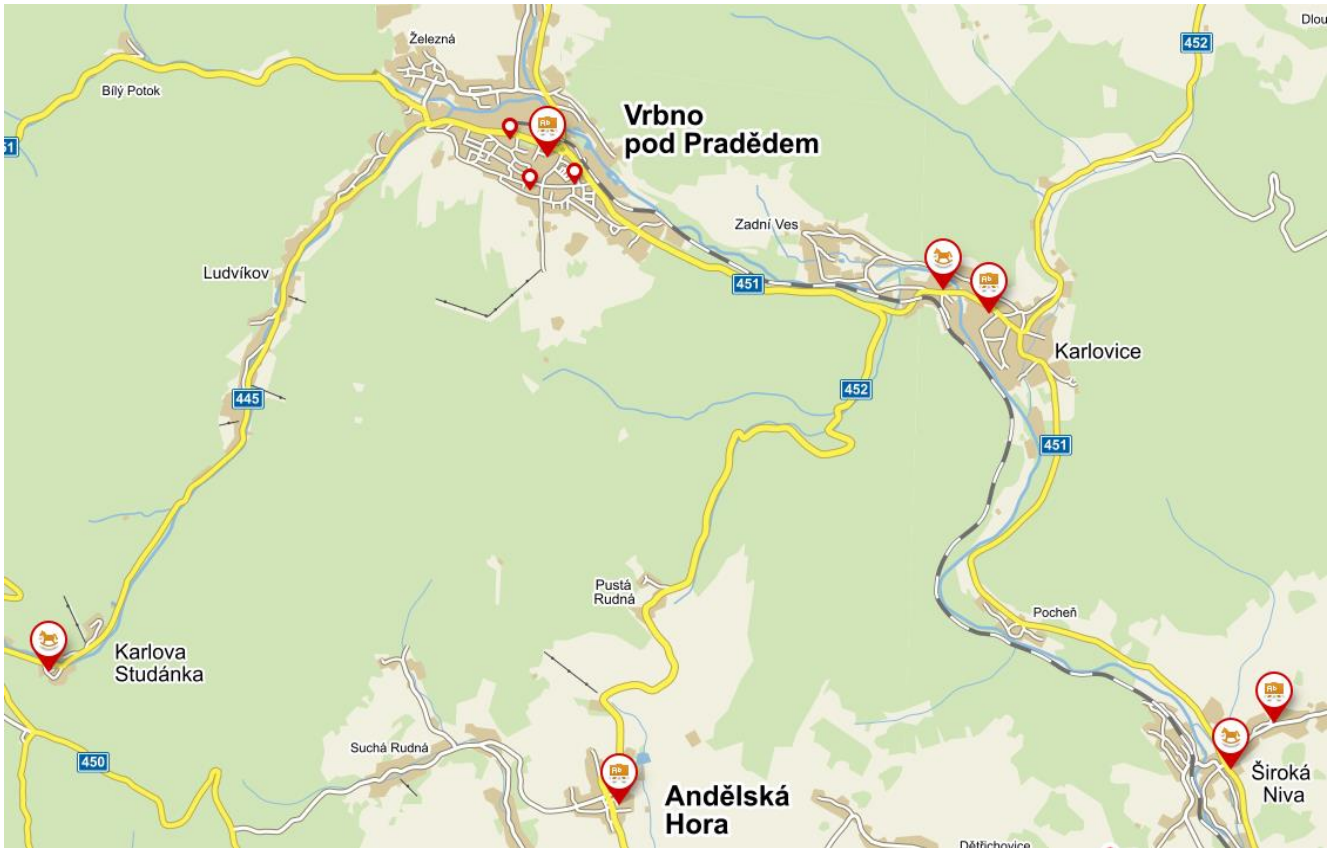 Železná
452
Dlou
Bílý Potok
Vrbno
pod Pradědem
51
Zadní Ves
Ludvíkov
451
Karlovice
452
445
451
Pustá
Rudná
Pocheň
Karlova
Studánka
Suchá Rudná
450
Široká
Niva
Andělská
Hora
Dětřichovice